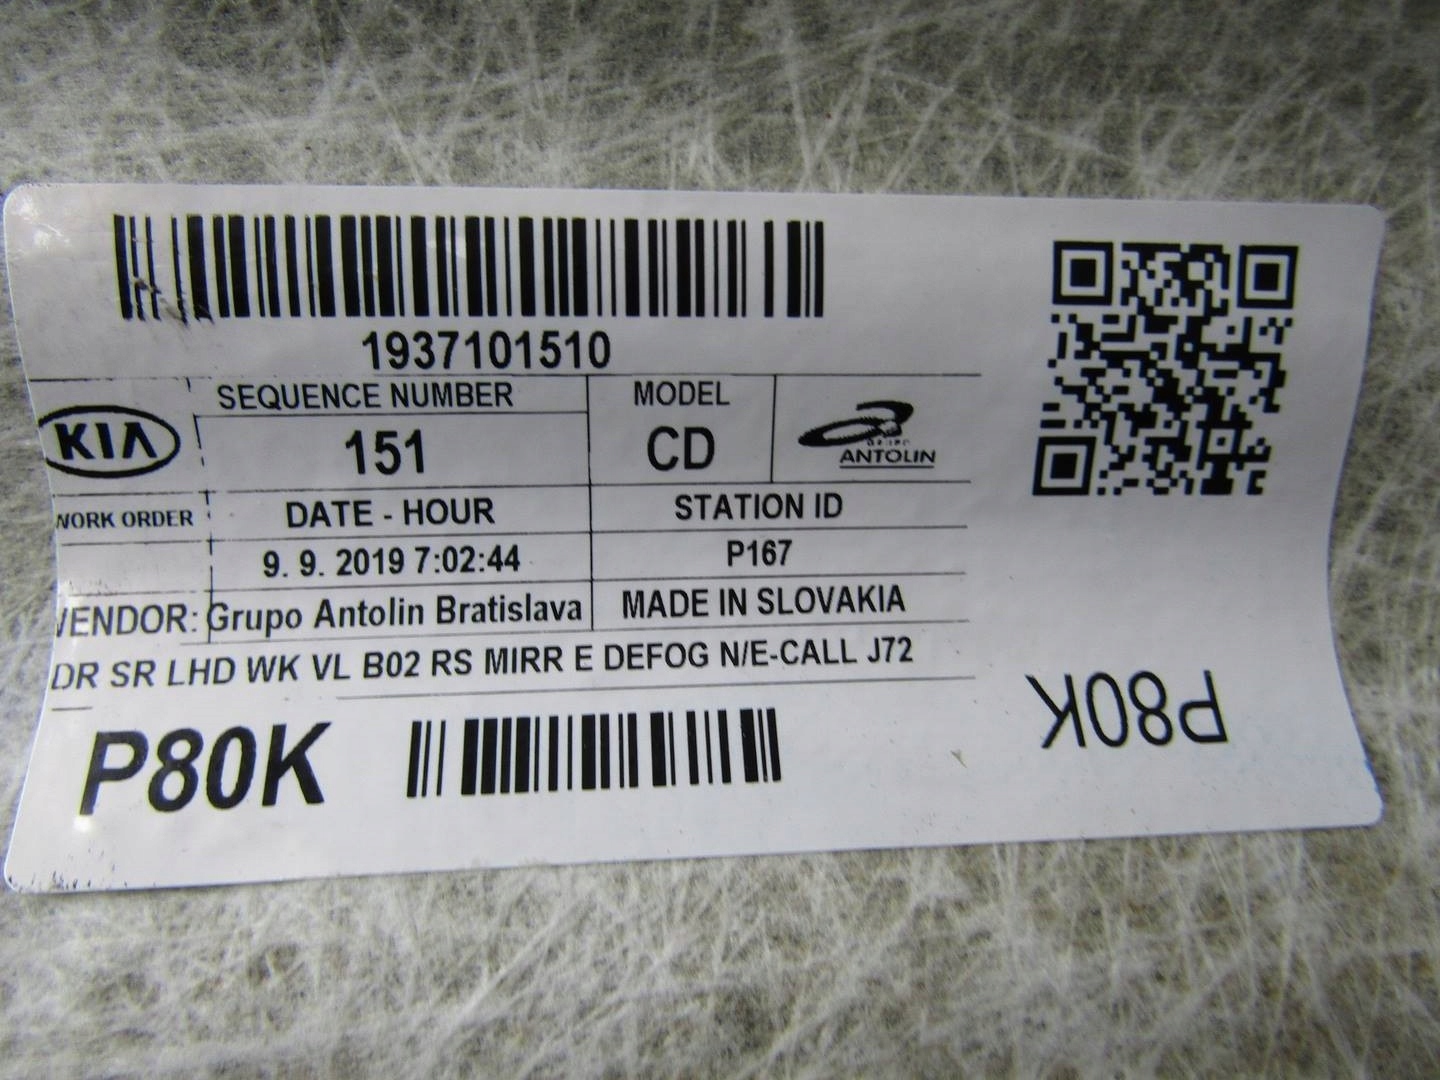 1937101510
KIA
SEQUENCE NUMBER
MODEL
151
CD
GRUPO
ANTOLIN
WORK ORDER
DATE - HOUR
STATION ID
9. 9. 2019 7:02:44
P167
VENDOR: Grupo Antolin Bratislava
MADE IN SLOVAKIA
DR SR LHD WK VL B02 RS MIRR E DEFOG N/E-CALL J72
P80K
P80K